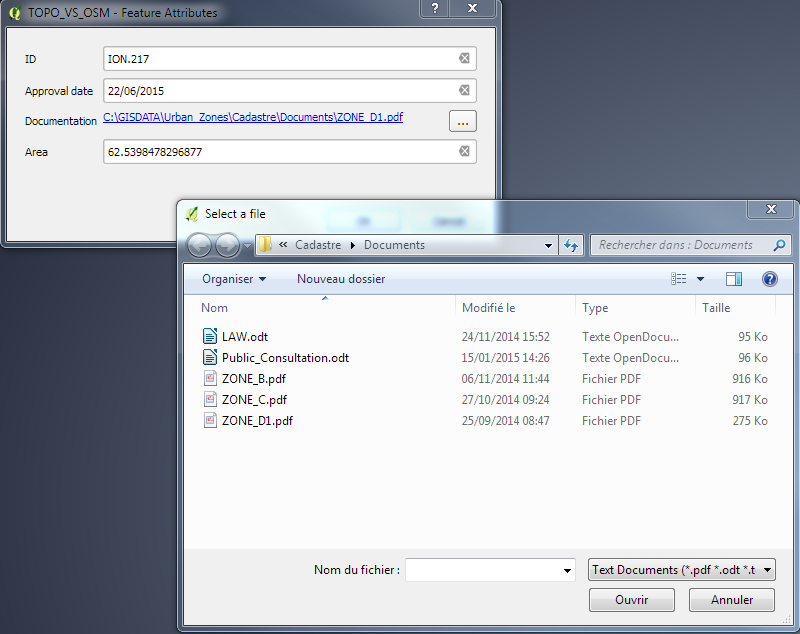 TOPO_VS_OSM - Feature Attributes
?
ID ION.217
Approval date 22/06/2015
Documentation C:\GISDATA\Urban_Zones\Cadastre\Documents\ZONE_D1.pdf ...
Area 62.5398478296877
Select a file
« Cadastre Documents Rechercher dans : Documents
Organiser Nouveau dossier
Nom Modifié le Type Taille
LAW.odt 24/11/2014 15:52 Texte OpenDocu... 95 Ko
Public_Consultation.odt 15/01/2015 14:26 Texte OpenDocu... 96 Ko
ZONE_B.pdf 06/11/2014 11:44 Fichier PDF 916 Ko
ZONE_C.pdf 27/10/2014 09:24 Fichier PDF 917 Ko
ZONE_D1.pdf 25/09/2014 08:47 Fichier PDF 275 Ko
Nom du fichier : Text Documents (*.pdf *.odt *.t
Ouvrir Annuler